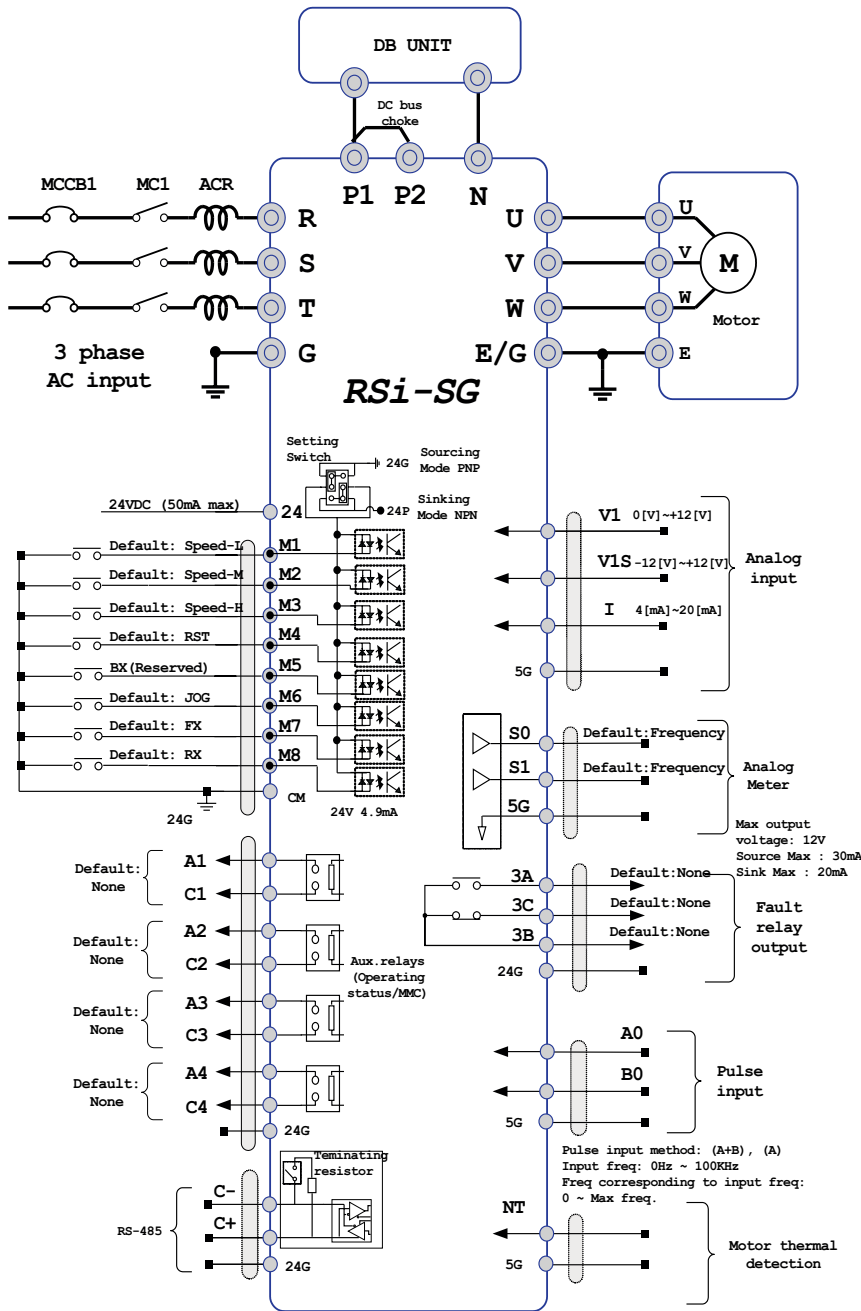 DB UNIT
DC bus
choke
MCCB1 MC1 ACR
P1 P2 N
R
S
T
G
3 phase
AC input
U
V
W
E/G
U
V
W
E
M
Motor
RSi-SG
Setting
Switch
24G
Sourcing
Mode PNP
24P
Sinking
Mode NPN
24VDC (50mA max)
24
Default: Speed-L M1
Default: Speed-M M2
Default: Speed-H M3
Default: RST M4
BX(Reserved) M5
Default: JOG M6
Default: FX M7
Default: RX M8
CM
24G
24V 4.9mA
V1 0[V]~+12[V]
V1S -12[V]~+12[V]
I 4[mA]~20[mA]
5G
Analog
input
S0 Default:Frequency
S1 Default:Frequency
5G
Analog
Meter
Max output
voltage: 12V
Source Max : 30mA
Sink Max : 20mA
Default:
None
A1
C1
Default:
None
A2
C2
Default:
None
A3
C3
Default:
None
A4
C4
24G
Aux.relays
(Operating
status/MMC)
3A Default:None
3C Default:None
3B Default:None
24G
Fault
relay
output
A0
B0
5G
Pulse
input
Pulse input method: (A+B), (A)
Input freq: 0Hz ~ 100KHz
Freq corresponding to input freq:
0 ~ Max freq.
Teminating
resistor
RS-485
C-
C+
24G
NT
5G
Motor thermal
detection